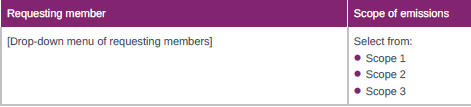 Requesting member Scope of emissions
[Drop-down menu of requesting members] Select from:
• Scope 1
• Scope 2
• Scope 3